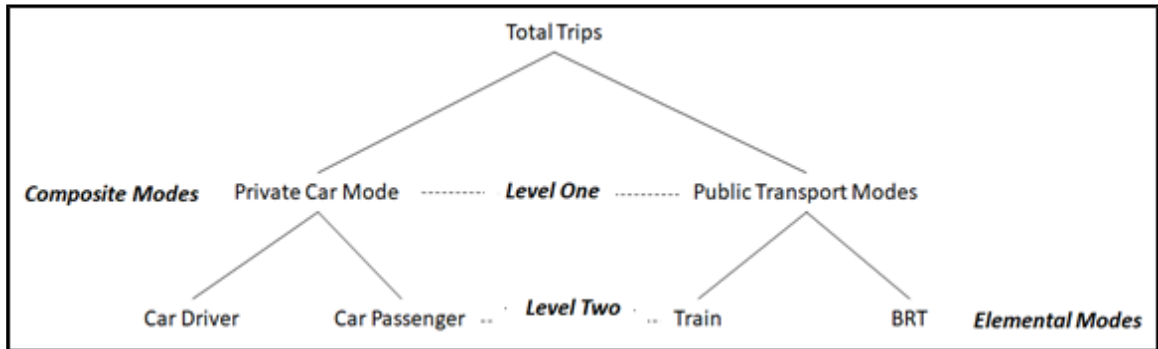 Total Trips
Composite Modes Private Car Mode Level One Public Transport Modes
Car Driver Car Passenger Level Two Train BRT Elemental Modes